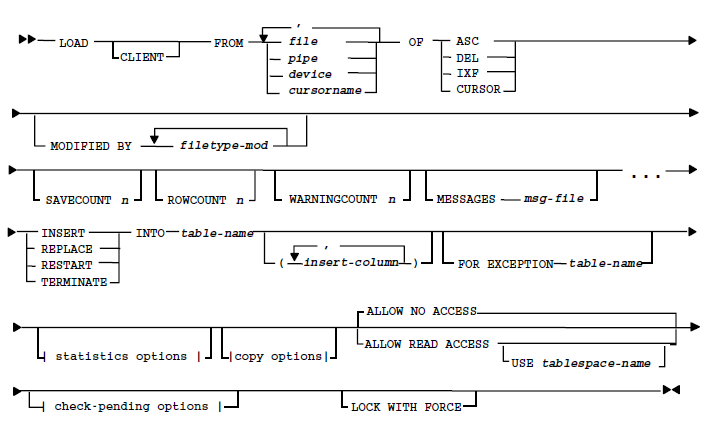 LOAD CLIENT FROM file , OF ASC
pipe DEL
device IXF
cursorname CURSOR
MODIFIED BY filetype-mod
SAVECOUNT n ROWCOUNT n WARNINGCOUNT n MESSAGES msg-file ...
INSERT INTO table-name
REPLACE
RESTART ( insert-column , ) FOR EXCEPTION table-name
TERMINATE
ALLOW NO ACCESS
statistics options copy options ALLOW READ ACCESS
USE tablespace-name
check-pending options LOCK WITH FORCE